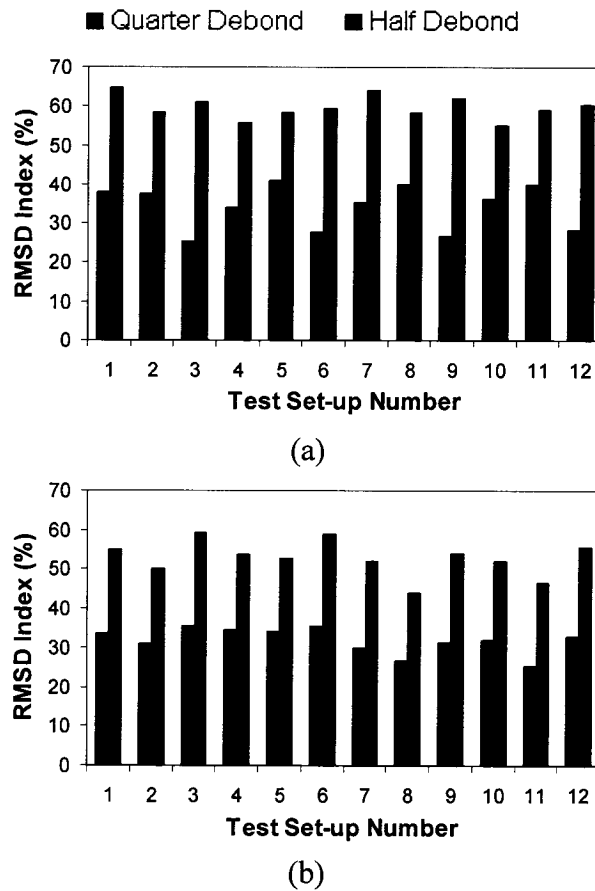 Quarter Debond Half Debond
RMSD Index (%)
70
60
50
40
30
20
10
0
1 2 3 4 5 6 7 8 9 10 11 12
Test Set-up Number
(a)
RMSD Index (%)
70
60
50
40
30
20
10
0
1 2 3 4 5 6 7 8 9 10 11 12
Test Set-up Number
(b)